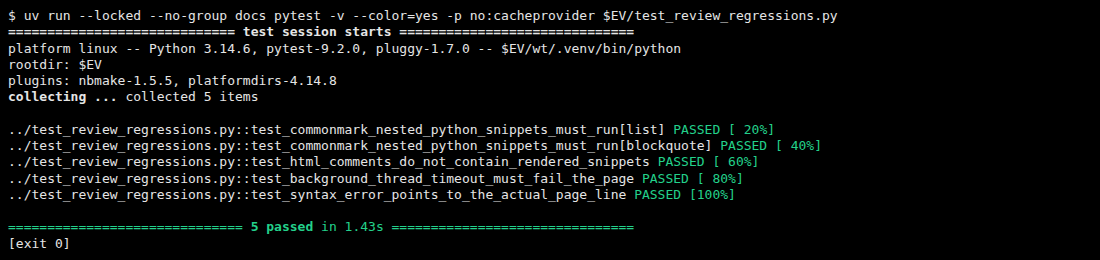 $ uv run --locked --no-group docs pytest -v --color=yes -p no:cacheprovider $EV/test_review_regressions.py
============================= test session starts ==============================
platform linux -- Python 3.14.6, pytest-9.2.0, pluggy-1.7.0 -- $EV/wt/.venv/bin/python
rootdir: $EV
plugins: nbmake-1.5.5, platformdirs-4.14.8
collecting ... collected 5 items

../test_review_regressions.py::test_commonmark_nested_python_snippets_must_run[list] PASSED [ 20%]
../test_review_regressions.py::test_commonmark_nested_python_snippets_must_run[blockquote] PASSED [ 40%]
../test_review_regressions.py::test_html_comments_do_not_contain_rendered_snippets PASSED [ 60%]
../test_review_regressions.py::test_background_thread_timeout_must_fail_the_page PASSED [ 80%]
../test_review_regressions.py::test_syntax_error_points_to_the_actual_page_line PASSED [100%]

============================== 5 passed in 1.43s ===============================
[exit 0]